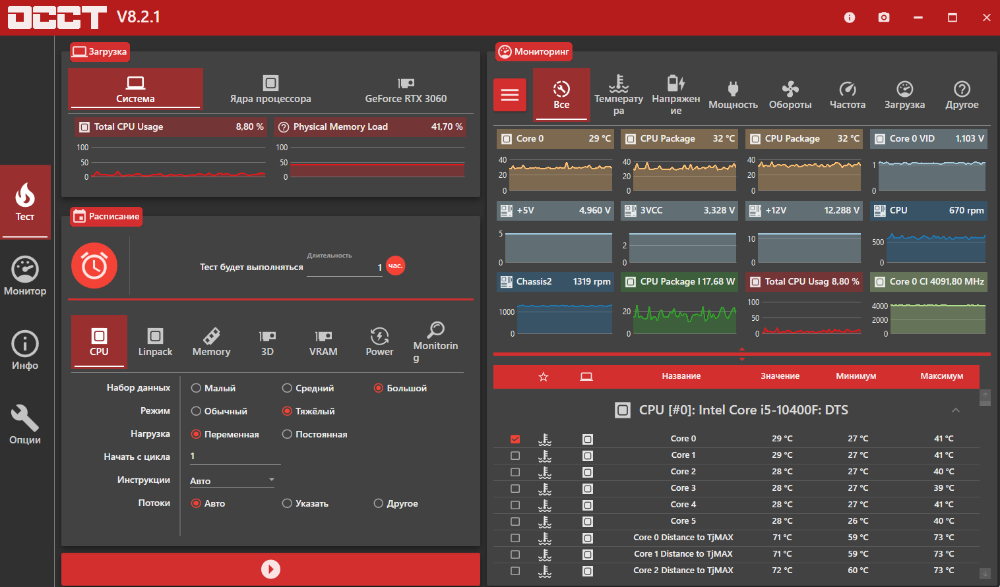 OCCT V8.2.1
Загрузка
Система
Ядра процессора
GeForce RTX 3060
Total CPU Usage 8,80 %
Physical Memory Load 41,70 %
100
50
0
100
50
0
Тест
Монитор
Инфо
Опции
Расписание
Тест будет выполняться
Длительность
1
час.
CPU
Linpack
Memory
3D
VRAM
Power
Monitorin
g
Набор данных Малый Средний Большой
Режим Обычный Тяжёлый
Нагрузка Переменная Постоянная
Начать с цикла 1
Инструкции Авто
Потоки Авто Указать Другое
Мониторинг
Все
Температу
ра
Напряжен
ие
Мощность
Обороты
Частота
Загрузка
Другое
Core 0 29 °C
CPU Package 32 °C
CPU Package 32 °C
Core 0 VID 1,103 V
40
20
0
40
20
0
40
20
0
1
0
+5V 4,960 V
3VCC 3,328 V
+12V 12,288 V
CPU 670 rpm
5
0
2
0
10
0
500
0
Chassis2 1319 rpm
CPU Package I 17,68 W
Total CPU Usag 8,80 %
Core 0 Cl 4091,80 MHz
1000
0
20
0
100
50
0
4000
2000
0
Название Значение Минимум Максимум
CPU [#0]: Intel Core i5-10400F: DTS
Core 0 29 °C 27 °C 41 °C
Core 1 29 °C 27 °C 41 °C
Core 2 28 °C 27 °C 40 °C
Core 3 28 °C 27 °C 39 °C
Core 4 28 °C 27 °C 41 °C
Core 5 28 °C 26 °C 40 °C
Core 0 Distance to TjMAX 71 °C 59 °C 73 °C
Core 1 Distance to TjMAX 71 °C 59 °C 73 °C
Core 2 Distance to TjMAX 72 °C 60 °C 73 °C